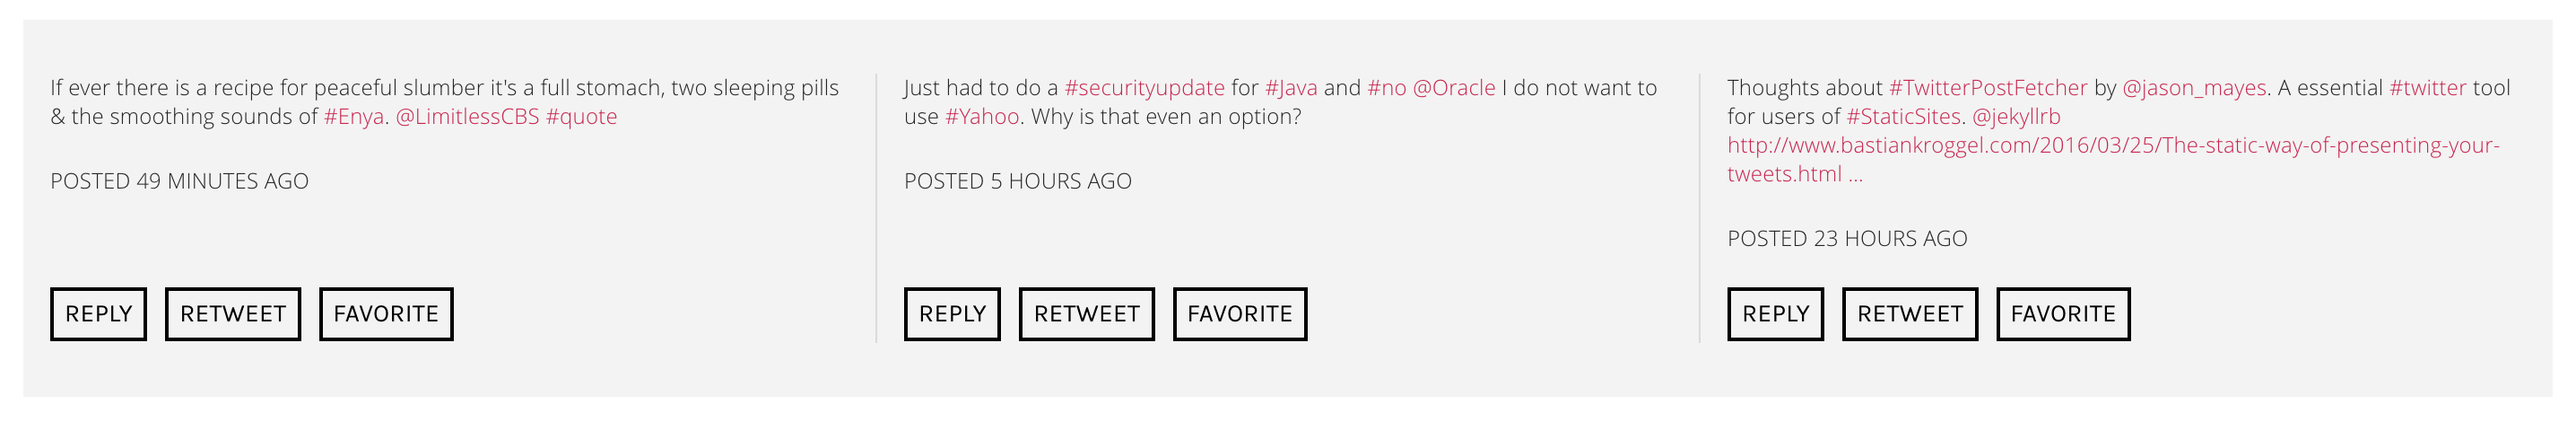 If ever there is a recipe for peaceful slumber it's a full stomach, two sleeping pills
& the smoothing sounds of #Enya. @LimitlessCBS #quote
POSTED 49 MINUTES AGO
REPLY RETWEET FAVORITE
Just had to do a #securityupdate for #Java and #no @Oracle I do not want to
use #Yahoo. Why is that even an option?
POSTED 5 HOURS AGO
REPLY RETWEET FAVORITE
Thoughts about #TwitterPostFetcher by @jason_mayes. A essential #twitter tool
for users of #StaticSites. @jekyllrb
http://www.bastiankroggel.com/2016/03/25/The-static-way-of-presenting-your-
tweets.html ...
POSTED 23 HOURS AGO
REPLY RETWEET FAVORITE